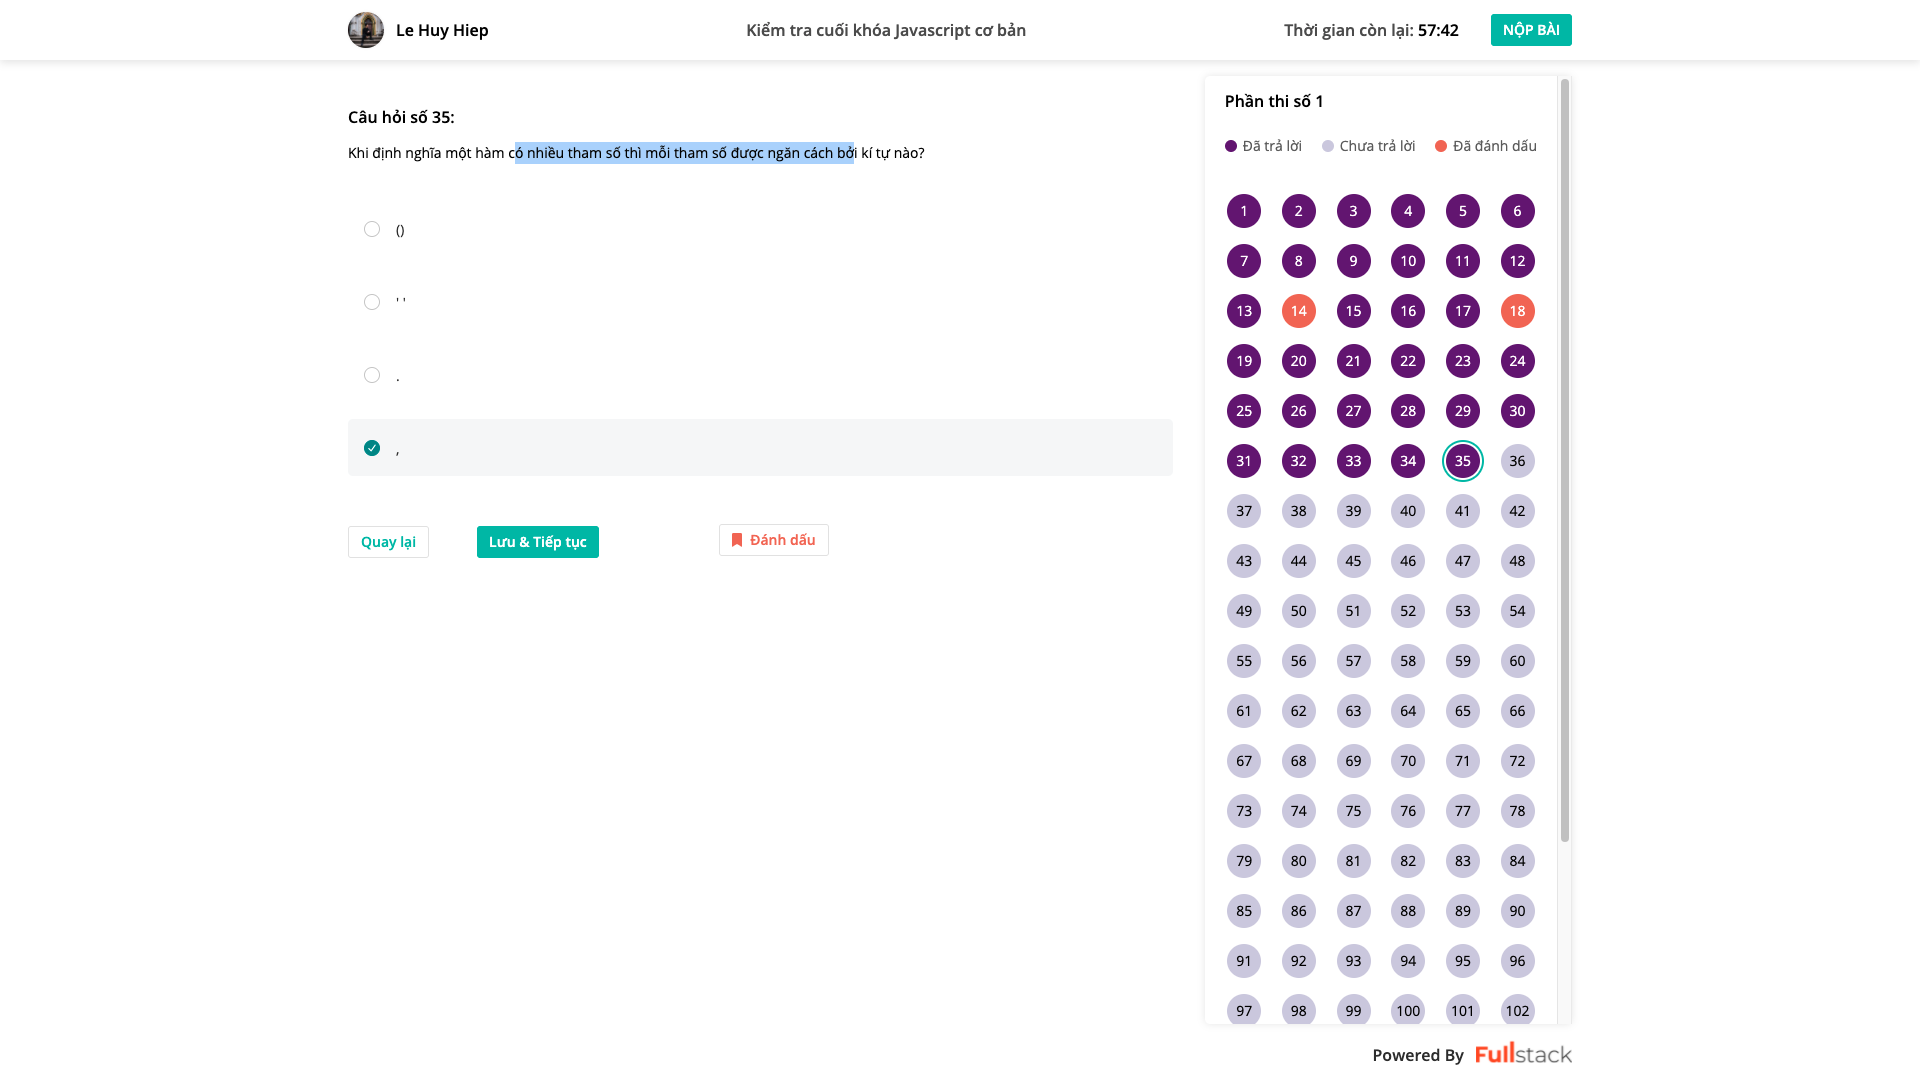 Le Huy Hiep
Kiểm tra cuối khóa Javascript cơ bản
Thời gian còn lại: 57:42
NỘP BÀI
Câu hỏi số 35:
Khi định nghĩa một hàm có nhiều tham số thì mỗi tham số được ngăn cách bởi kí tự nào?
()
' '
.
,
Quay lại
Lưu & Tiếp tục
Đánh dấu
Phần thi số 1
Đã trả lời Chưa trả lời Đã đánh dấu
1 2 3 4 5 6
7 8 9 10 11 12
13 14 15 16 17 18
19 20 21 22 23 24
25 26 27 28 29 30
31 32 33 34 35 36
37 38 39 40 41 42
43 44 45 46 47 48
49 50 51 52 53 54
55 56 57 58 59 60
61 62 63 64 65 66
67 68 69 70 71 72
73 74 75 76 77 78
79 80 81 82 83 84
85 86 87 88 89 90
91 92 93 94 95 96
97 98 99 100 101 102
Powered By Fullstack